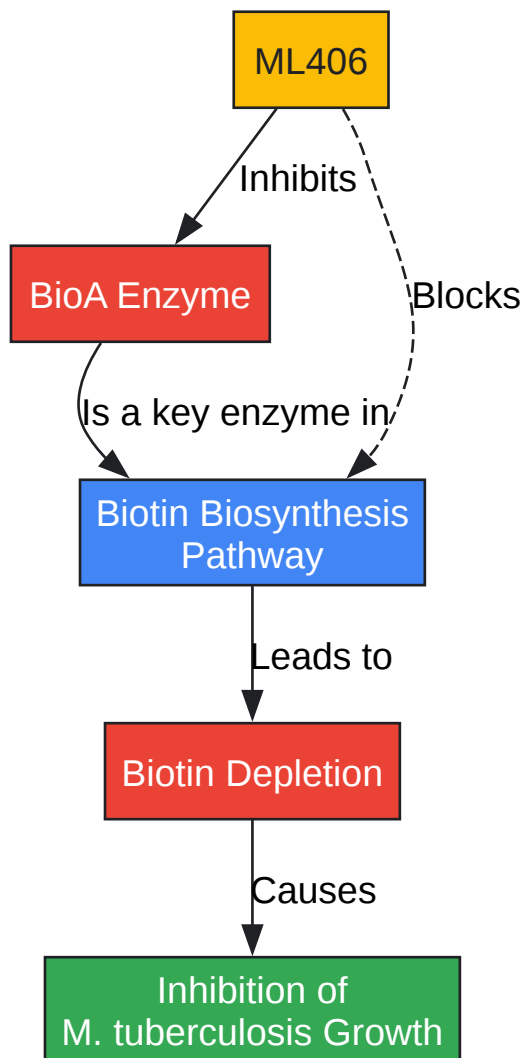 ML406
Inhibits
BioA Enzyme
Blocks
Is a key enzyme in
Biotin Biosynthesis
Pathway
Leads to
Biotin Depletion
Causes
Inhibition of
M. tuberculosis Growth